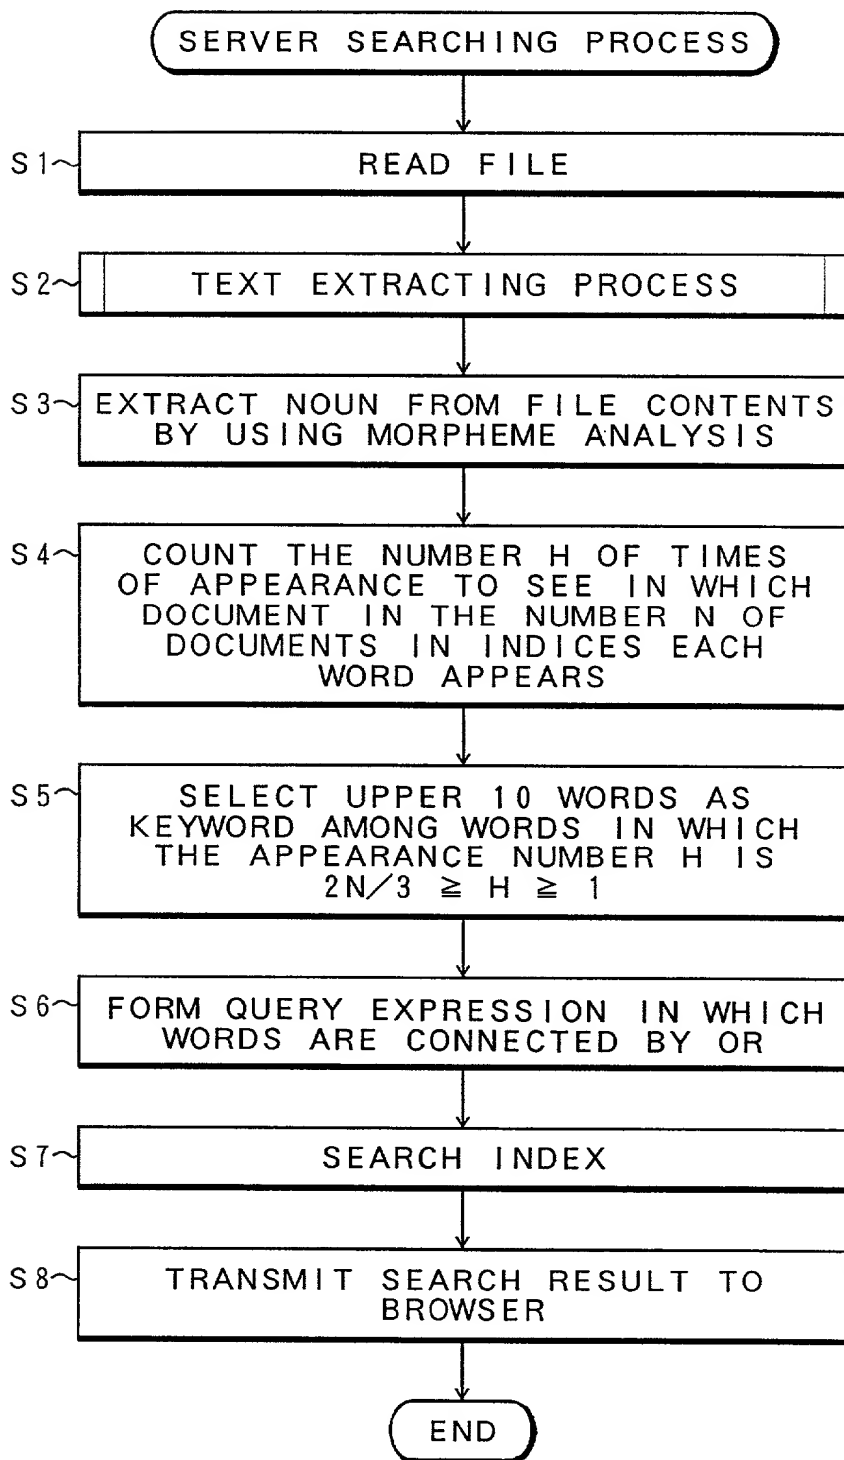 SERVER SEARCHING PROCESS
S1
READ FILE
S2
TEXT EXTRACTING PROCESS
S3
EXTRACT NOUN FROM FILE CONTENTS
BY USING MORPHEME ANALYSIS
S4
COUNT THE NUMBER H OF TIMES
OF APPEARANCE TO SEE IN WHICH
DOCUMENT IN THE NUMBER N OF
DOCUMENTS IN INDICES EACH
WORD APPEARS
S5
SELECT UPPER 10 WORDS AS
KEYWORD AMONG WORDS IN WHICH
THE APPEARANCE NUMBER H IS
2N/3 ≧ H ≧ 1
S6
FORM QUERY EXPRESSION IN WHICH
WORDS ARE CONNECTED BY OR
S7
SEARCH INDEX
S8
TRANSMIT SEARCH RESULT TO
BROWSER
END